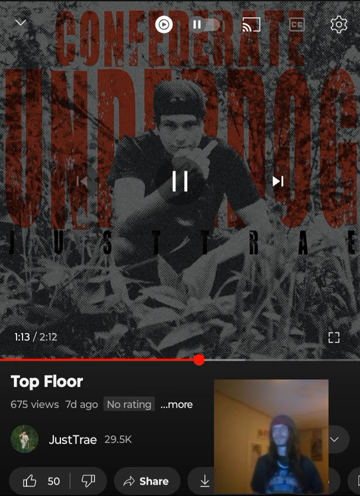 CONFEDERATE
UNDERDOG
JUSTTRAE
1:13 / 2:12
Top Floor
675 views 7d ago No rating ...more
JustTrae 29.5K
50 Share